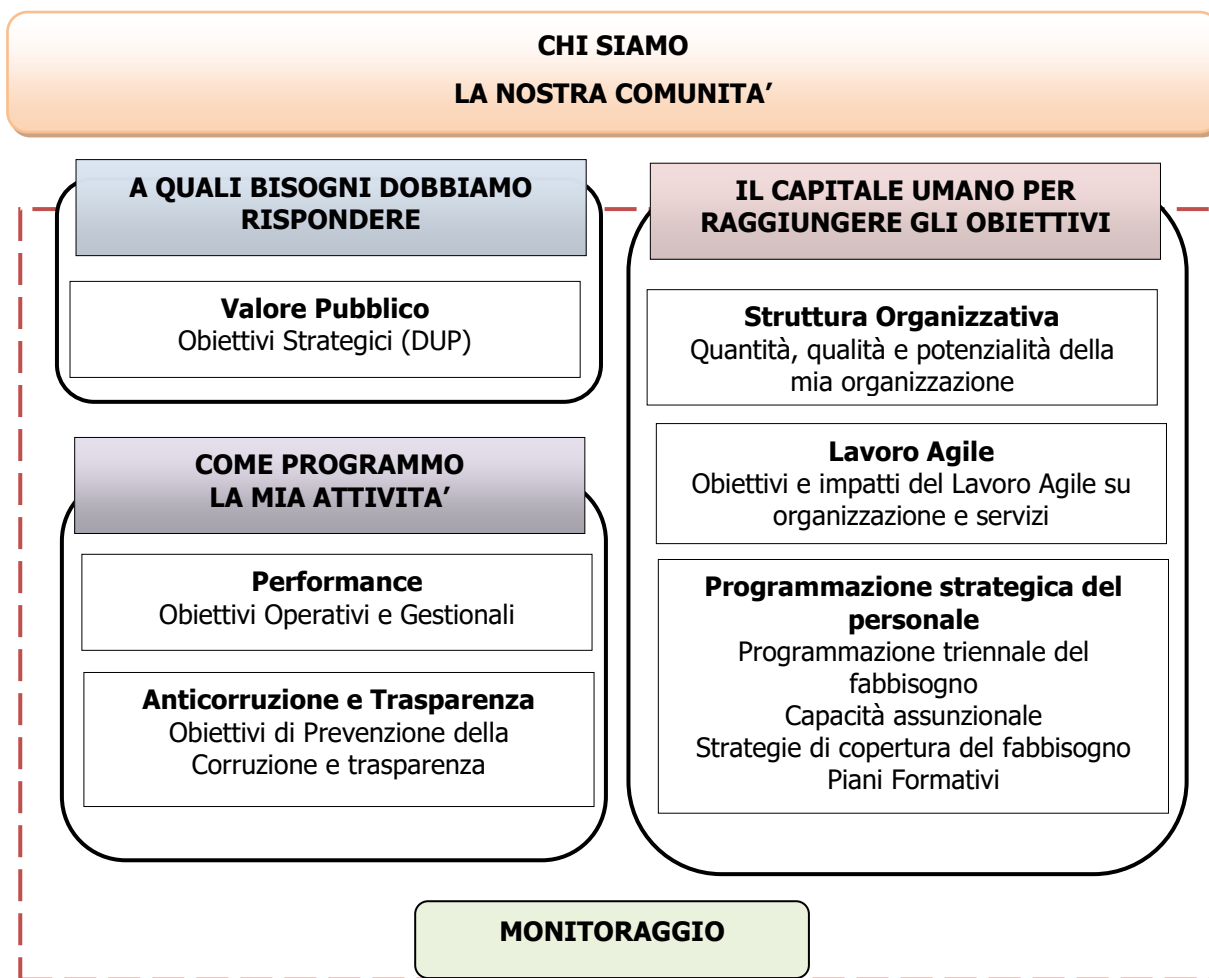 CHI SIAMO
LA NOSTRA COMUNITA’
A QUALI BISOGNI DOBBIAMO
RISPONDERE
Valore Pubblico
Obiettivi Strategici (DUP)
COME PROGRAMMO
LA MIA ATTIVITA’
Performance
Obiettivi Operativi e Gestionali
Anticorruzione e Trasparenza
Obiettivi di Prevenzione della
Corruzione e trasparenza
IL CAPITALE UMANO PER
RAGGIUNGERE GLI OBIETTIVI
Struttura Organizzativa
Quantità, qualità e potenzialità della
mia organizzazione
Lavoro Agile
Obiettivi e impatti del Lavoro Agile su
organizzazione e servizi
Programmazione strategica del
personale
Programmazione triennale del
fabbisogno
Capacità assunzionale
Strategie di copertura del fabbisogno
Piani Formativi
MONITORAGGIO